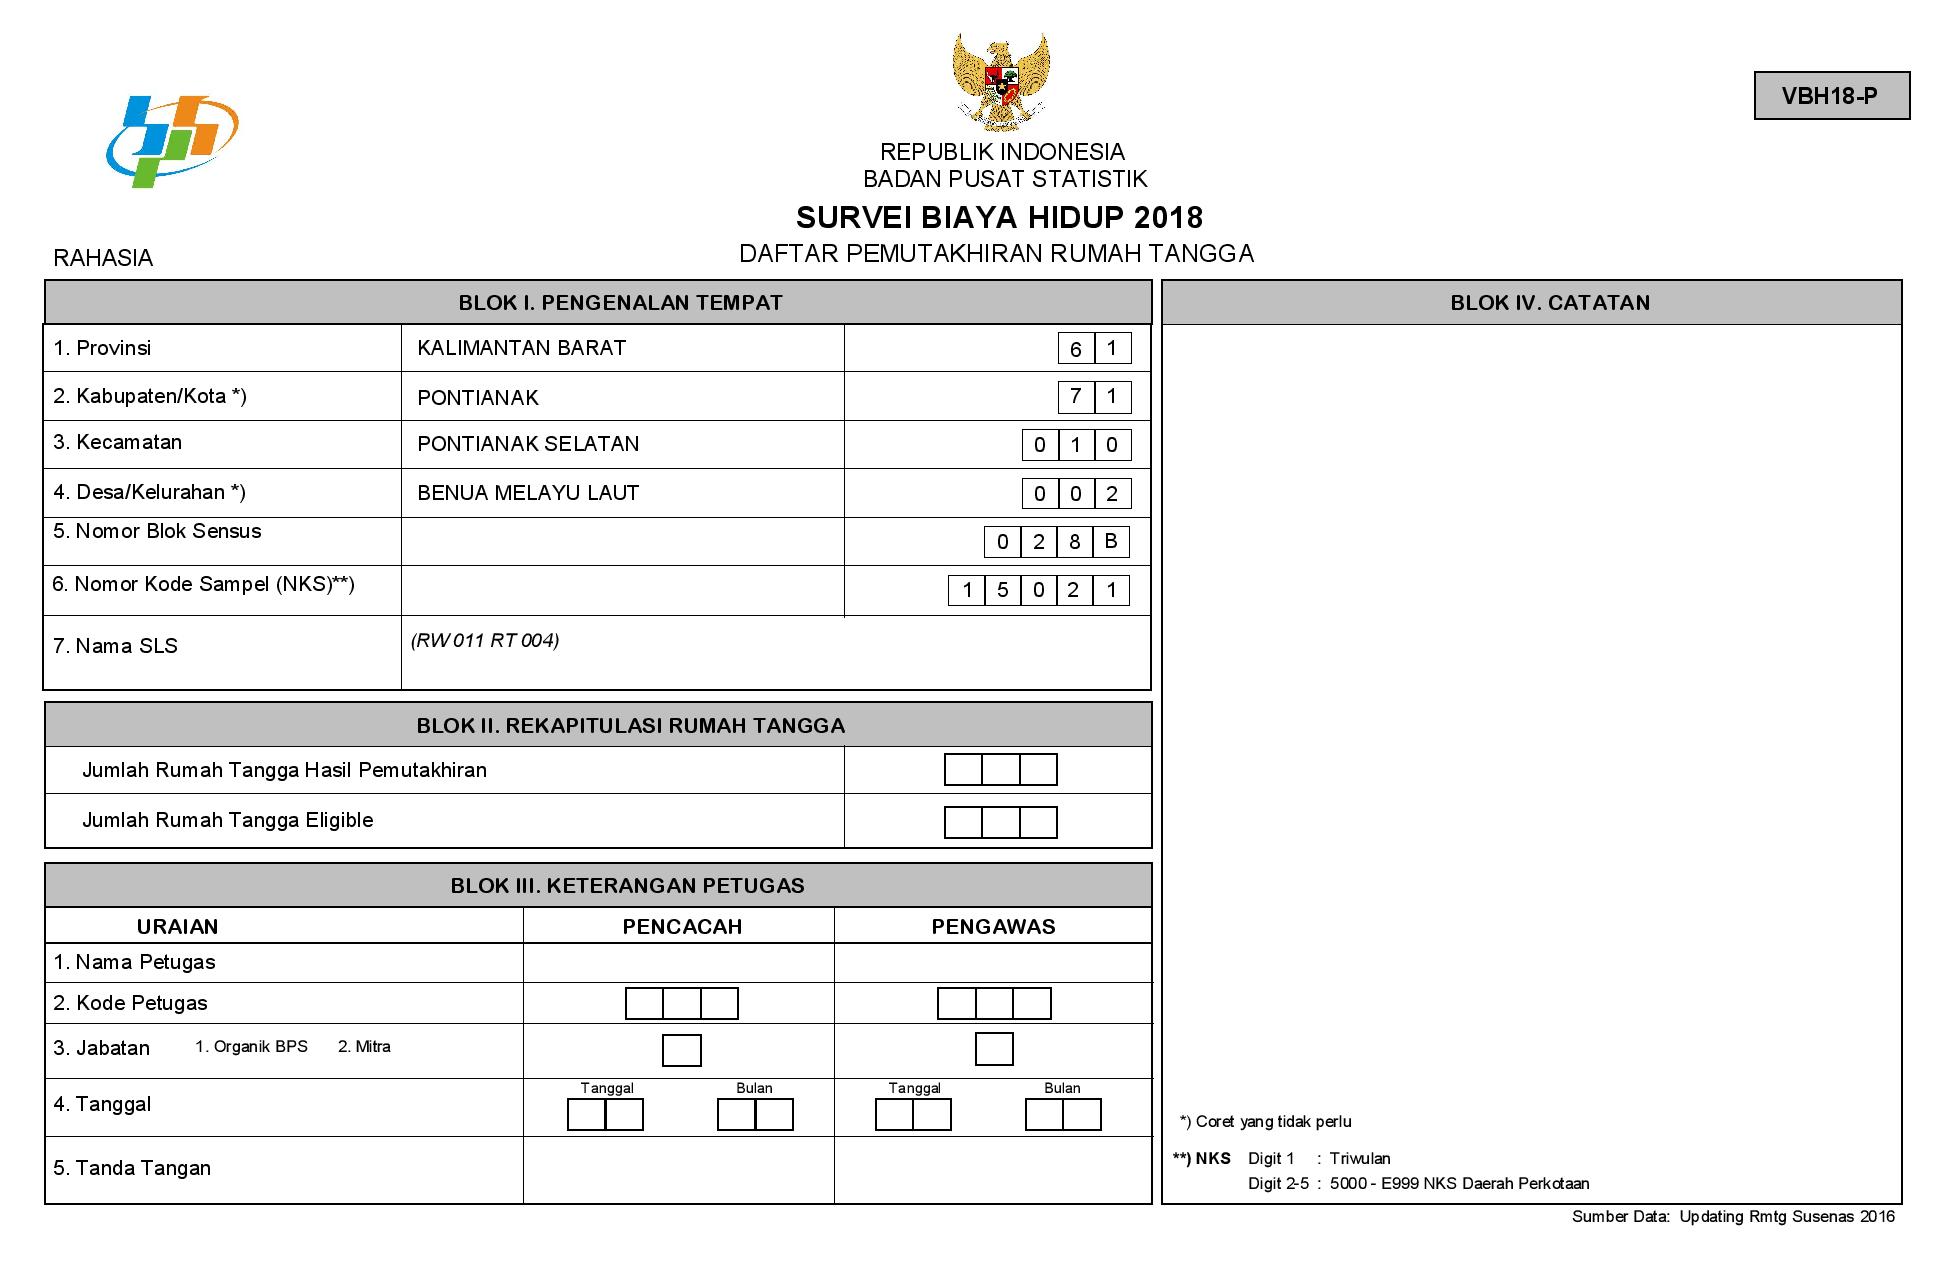 VBH18-P
REPUBLIK INDONESIA
BADAN PUSAT STATISTIK
SURVEI BIAYA HIDUP 2018
DAFTAR PEMUTAKHIRAN RUMAH TANGGA
RAHASIA
BLOK I. PENGENALAN TEMPAT
1. Provinsi KALIMANTAN BARAT 6 1
2. Kabupaten/Kota *) PONTIANAK 7 1
3. Kecamatan PONTIANAK SELATAN 0 1 0
4. Desa/Kelurahan *) BENUA MELAYU LAUT 0 0 2
5. Nomor Blok Sensus 0 2 8 B
6. Nomor Kode Sampel (NKS)**) 1 5 0 2 1
7. Nama SLS (RW 011 RT 004)
BLOK II. REKAPITULASI RUMAH TANGGA
Jumlah Rumah Tangga Hasil Pemutakhiran
Jumlah Rumah Tangga Eligible
BLOK III. KETERANGAN PETUGAS
URAIAN PENCACAH PENGAWAS
1. Nama Petugas
2. Kode Petugas
3. Jabatan 1. Organik BPS 2. Mitra
Tanggal Bulan Tanggal Bulan
4. Tanggal
5. Tanda Tangan
BLOK IV. CATATAN
*) Coret yang tidak perlu
**) NKS Digit 1 : Triwulan
Digit 2-5 : 5000 - E999 NKS Daerah Perkotaan
Sumber Data: Updating Rmtg Susenas 2016